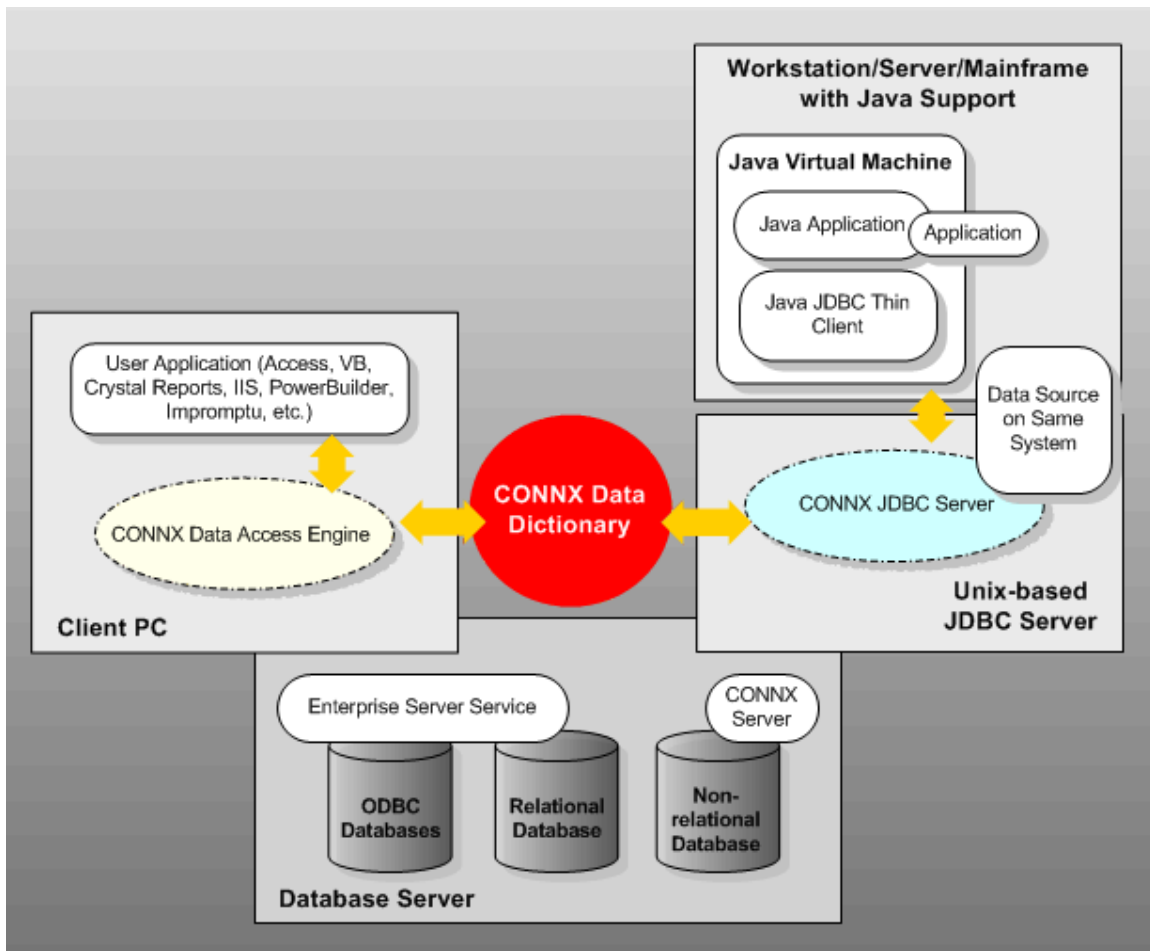 Workstation/Server/Mainframe
with Java Support
Java Virtual Machine
Java Application
Application
Java JDBC Thin
Client
User Application (Access, VB,
Crystal Reports, IIS, PowerBuilder,
Impromptu, etc.)
Data Source
on Same
System
CONNX Data Access Engine
CONNX Data
Dictionary
CONNX JDBC Server
Client PC
Unix-based
JDBC Server
Enterprise Server Service
CONNX
Server
ODBC
Databases
Relational
Database
Non-
relational
Database
Database Server